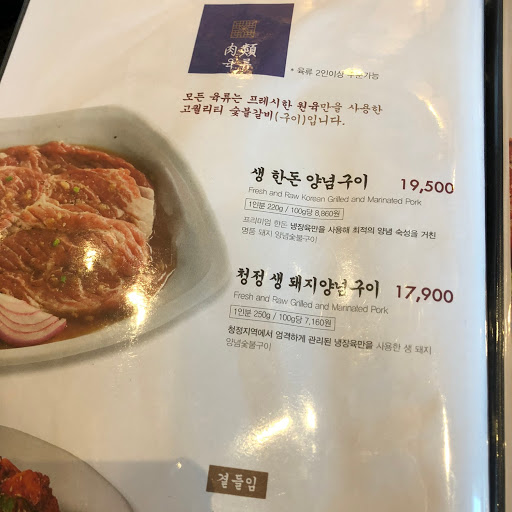 肉類
육류
* 육류 2인이상 주문가능
모든 육류는 프레시한 원육만을 사용한
고퀄리티 숯불갈비(구이)입니다.
생 한돈 양념구이 19,500
Fresh and Raw Korean Grilled and Marinated Pork
1인분 220g / 100g당 8,860원
프리미엄 한돈 냉장육만을 사용해 최적의 양념 숙성을 거친
명품 돼지 양념숯불구이
청정 생 돼지양념구이 17,900
Fresh and Raw Grilled and Marinated Pork
1인분 250g / 100g당 7,160원
청정지역에서 엄격하게 관리된 냉장육만을 사용한 생 돼지
양념숯불구이
곁들임